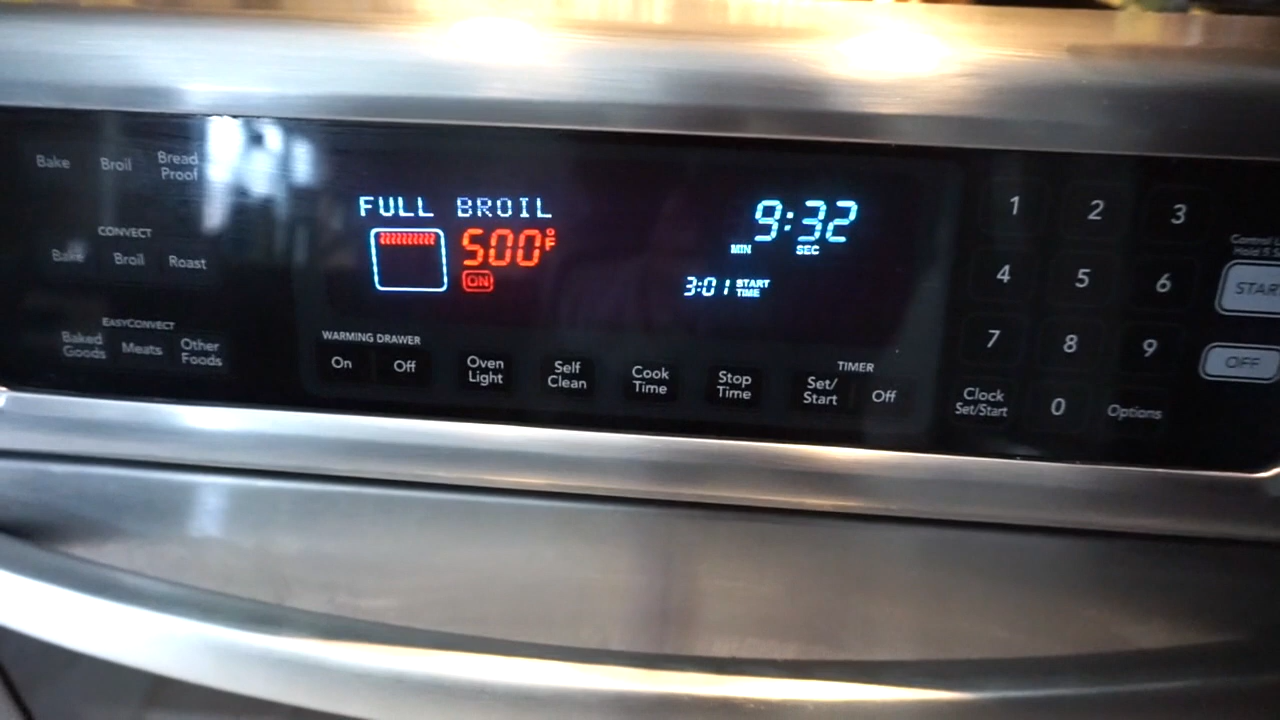 Bake Broil Bread Proof
CONVECT
Bake Broil Roast
EASYCONVECT
Baked Goods Meats Other Foods
FULL BROIL
500°F
ON
9:32
MIN SEC
3:01 START TIME
WARMING DRAWER
On Off
Oven Light
Self Clean
Cook Time
Stop Time
TIMER
Set/Start Off
1 2 3
4 5 6
7 8 9
Clock Set/Start 0 Options
START
OFF